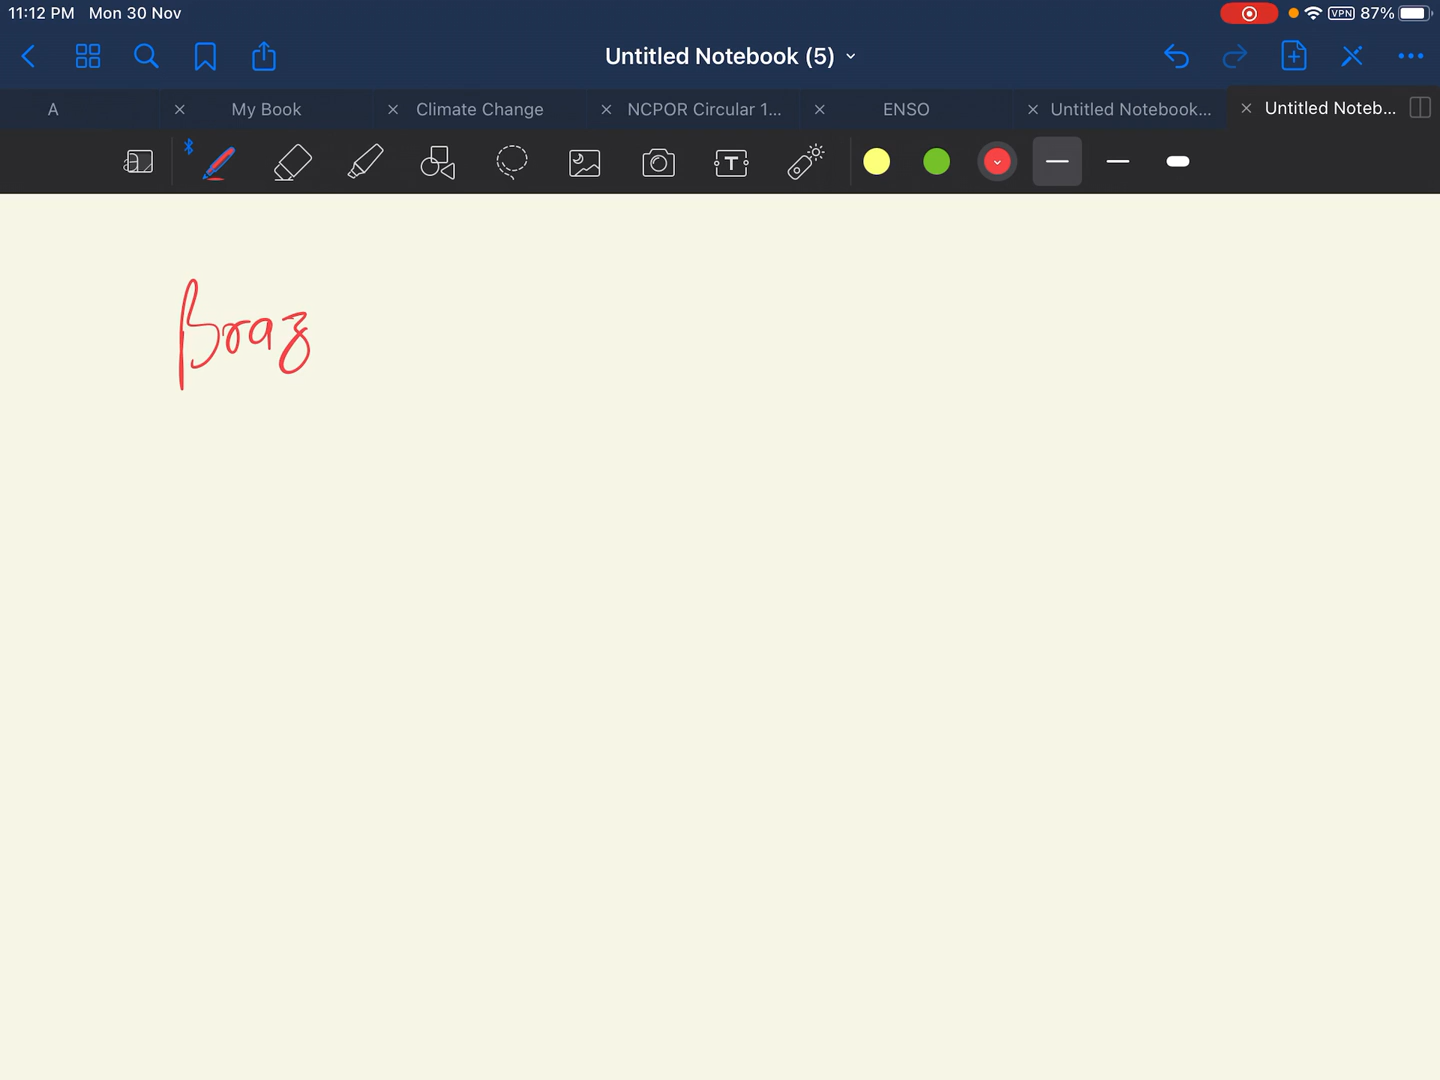 11:12 PM Mon 30 Nov VPN 87%
Untitled Notebook (5)
A My Book Climate Change NCPOR Circular 1... ENSO Untitled Notebook... Untitled Noteb...
Braz